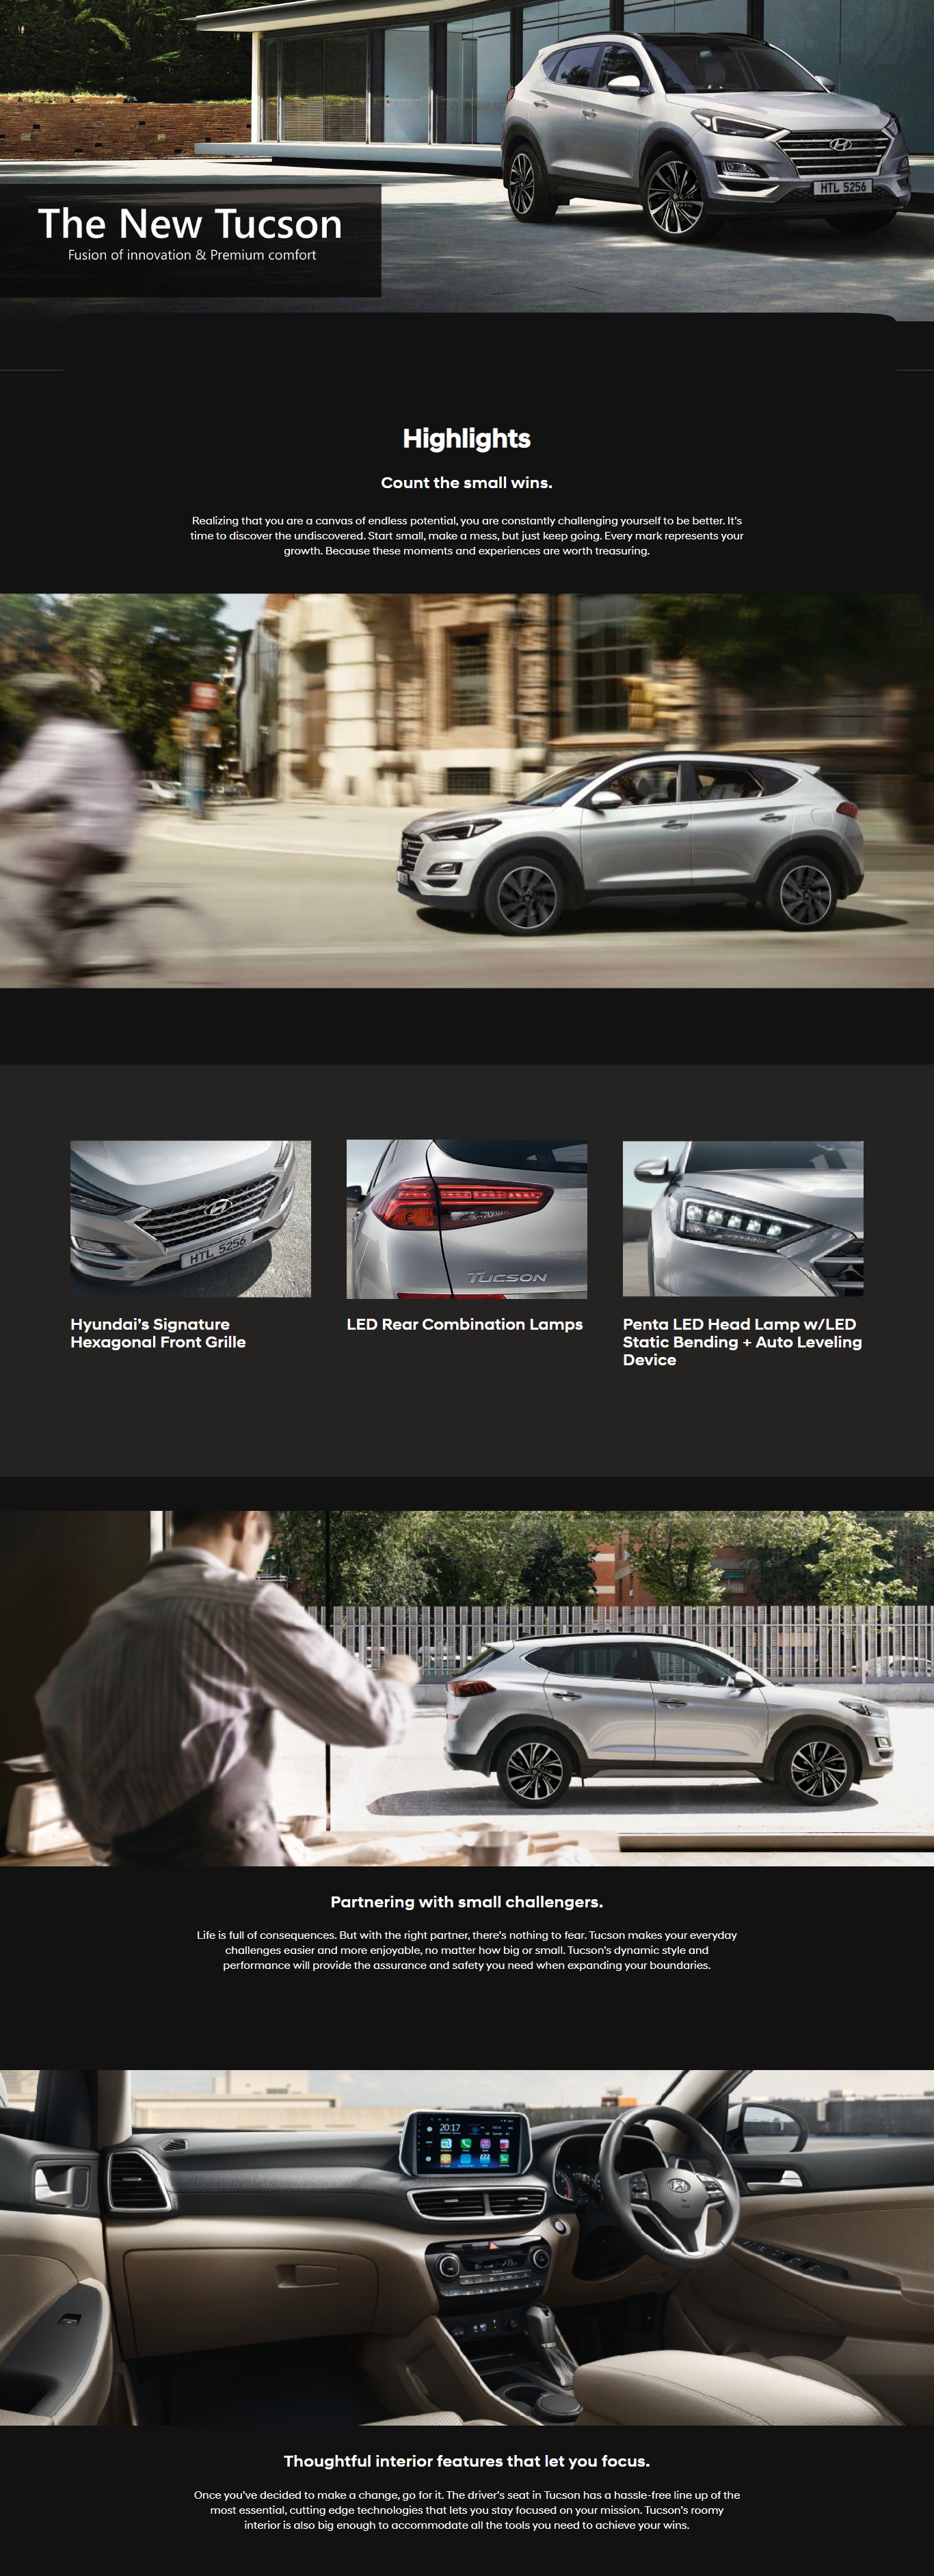 HTL 5256
The New Tucson
Fusion of innovation & Premium comfort
Highlights
Count the small wins.
Realizing that you are a canvas of endless potential, you are constantly challenging yourself to be better. It's
time to discover the undiscovered. Start small, make a mess, but just keep going. Every mark represents your
growth. Because these moments and experiences are worth treasuring.
HTL 5256
TUCSON
Hyundai's Signature
Hexagonal Front Grille
LED Rear Combination Lamps
Penta LED Head Lamp w/LED
Static Bending + Auto Leveling
Device
Partnering with small challengers.
Life is full of consequences. But with the right partner, there's nothing to fear. Tucson makes your everyday
challenges easier and more enjoyable, no matter how big or small. Tucson's dynamic style and
performance will provide the assurance and safety you need when expanding your boundaries.
20:17
Thoughtful interior features that let you focus.
Once you've decided to make a change, go for it. The driver's seat in Tucson has a hassle-free line up of the
most essential, cutting edge technologies that lets you stay focused on your mission. Tucson's roomy
interior is also big enough to accommodate all the tools you need to achieve your wins.